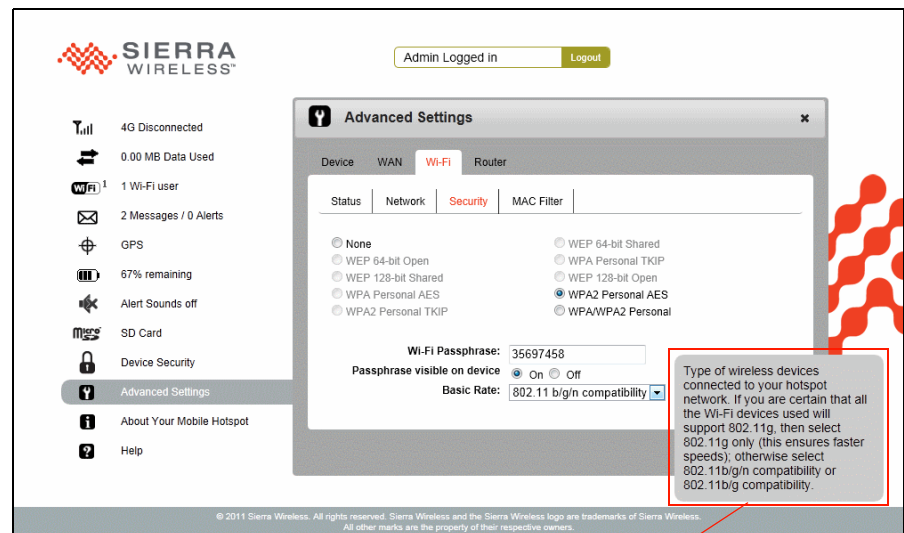 SIERRA
WIRELESS™
Admin Logged in
Logout
4G Disconnected
0.00 MB Data Used
WiFi 1
1 Wi-Fi user
2 Messages / 0 Alerts
GPS
67% remaining
Alert Sounds off
Micro SD
SD Card
Device Security
Advanced Settings
About Your Mobile Hotspot
Help
Advanced Settings
Device WAN Wi-Fi Router
Status Network Security MAC Filter
None
WEP 64-bit Open
WEP 128-bit Shared
WPA Personal AES
WPA2 Personal TKIP
WEP 64-bit Shared
WPA Personal TKIP
WEP 128-bit Open
WPA2 Personal AES
WPA/WPA2 Personal
Wi-Fi Passphrase: 35697458
Passphrase visible on device On Off
Basic Rate: 802.11 b/g/n compatibility
Type of wireless devices
connected to your hotspot
network. If you are certain that all
the Wi-Fi devices used will
support 802.11g, then select
802.11g only (this ensures faster
speeds); otherwise select
802.11b/g/n compatibility or
802.11b/g compatibility.
© 2011 Sierra Wireless. All rights reserved. Sierra Wireless and the Sierra Wireless logo are trademarks of Sierra Wireless.
All other marks are the property of their respective owners.